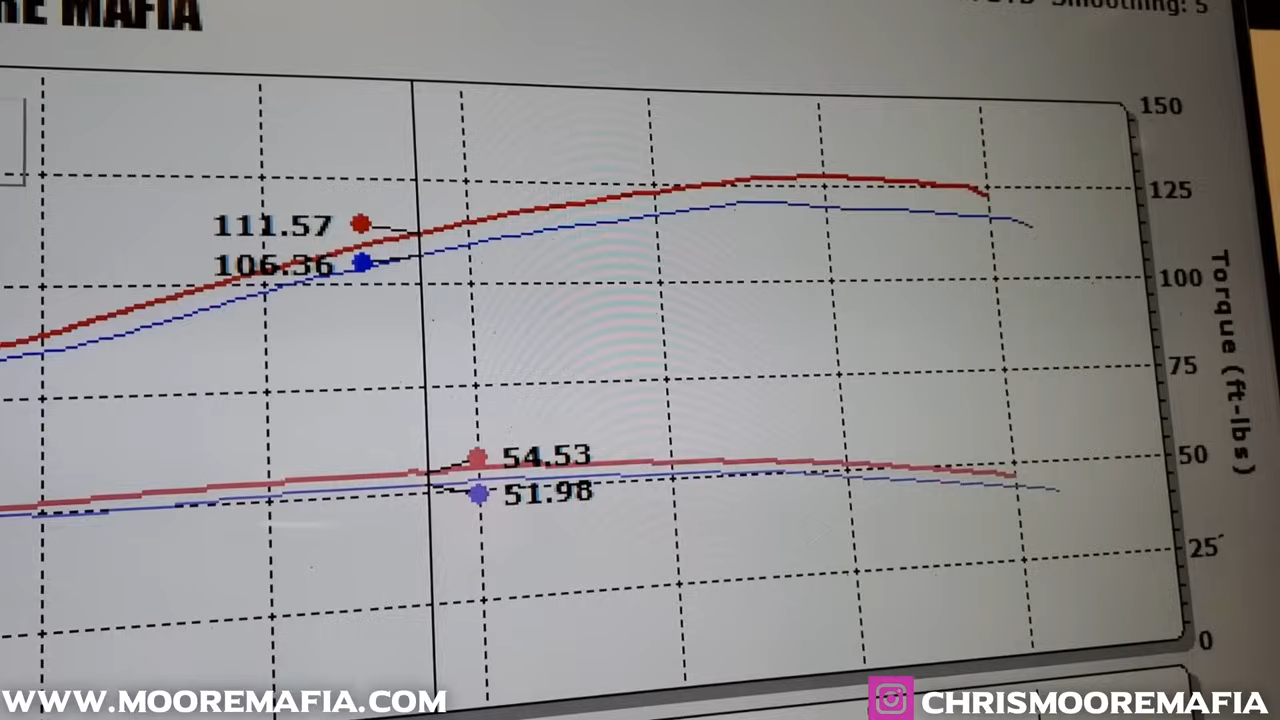 RE MAFIA
Smoothing: 5
150
125
111.57
106.36
100
75
Torque (ft-lbs)
54.53
50
51.98
25
0
WWW.MOOREMAFIA.COM
CHRISMOOREMAFIA